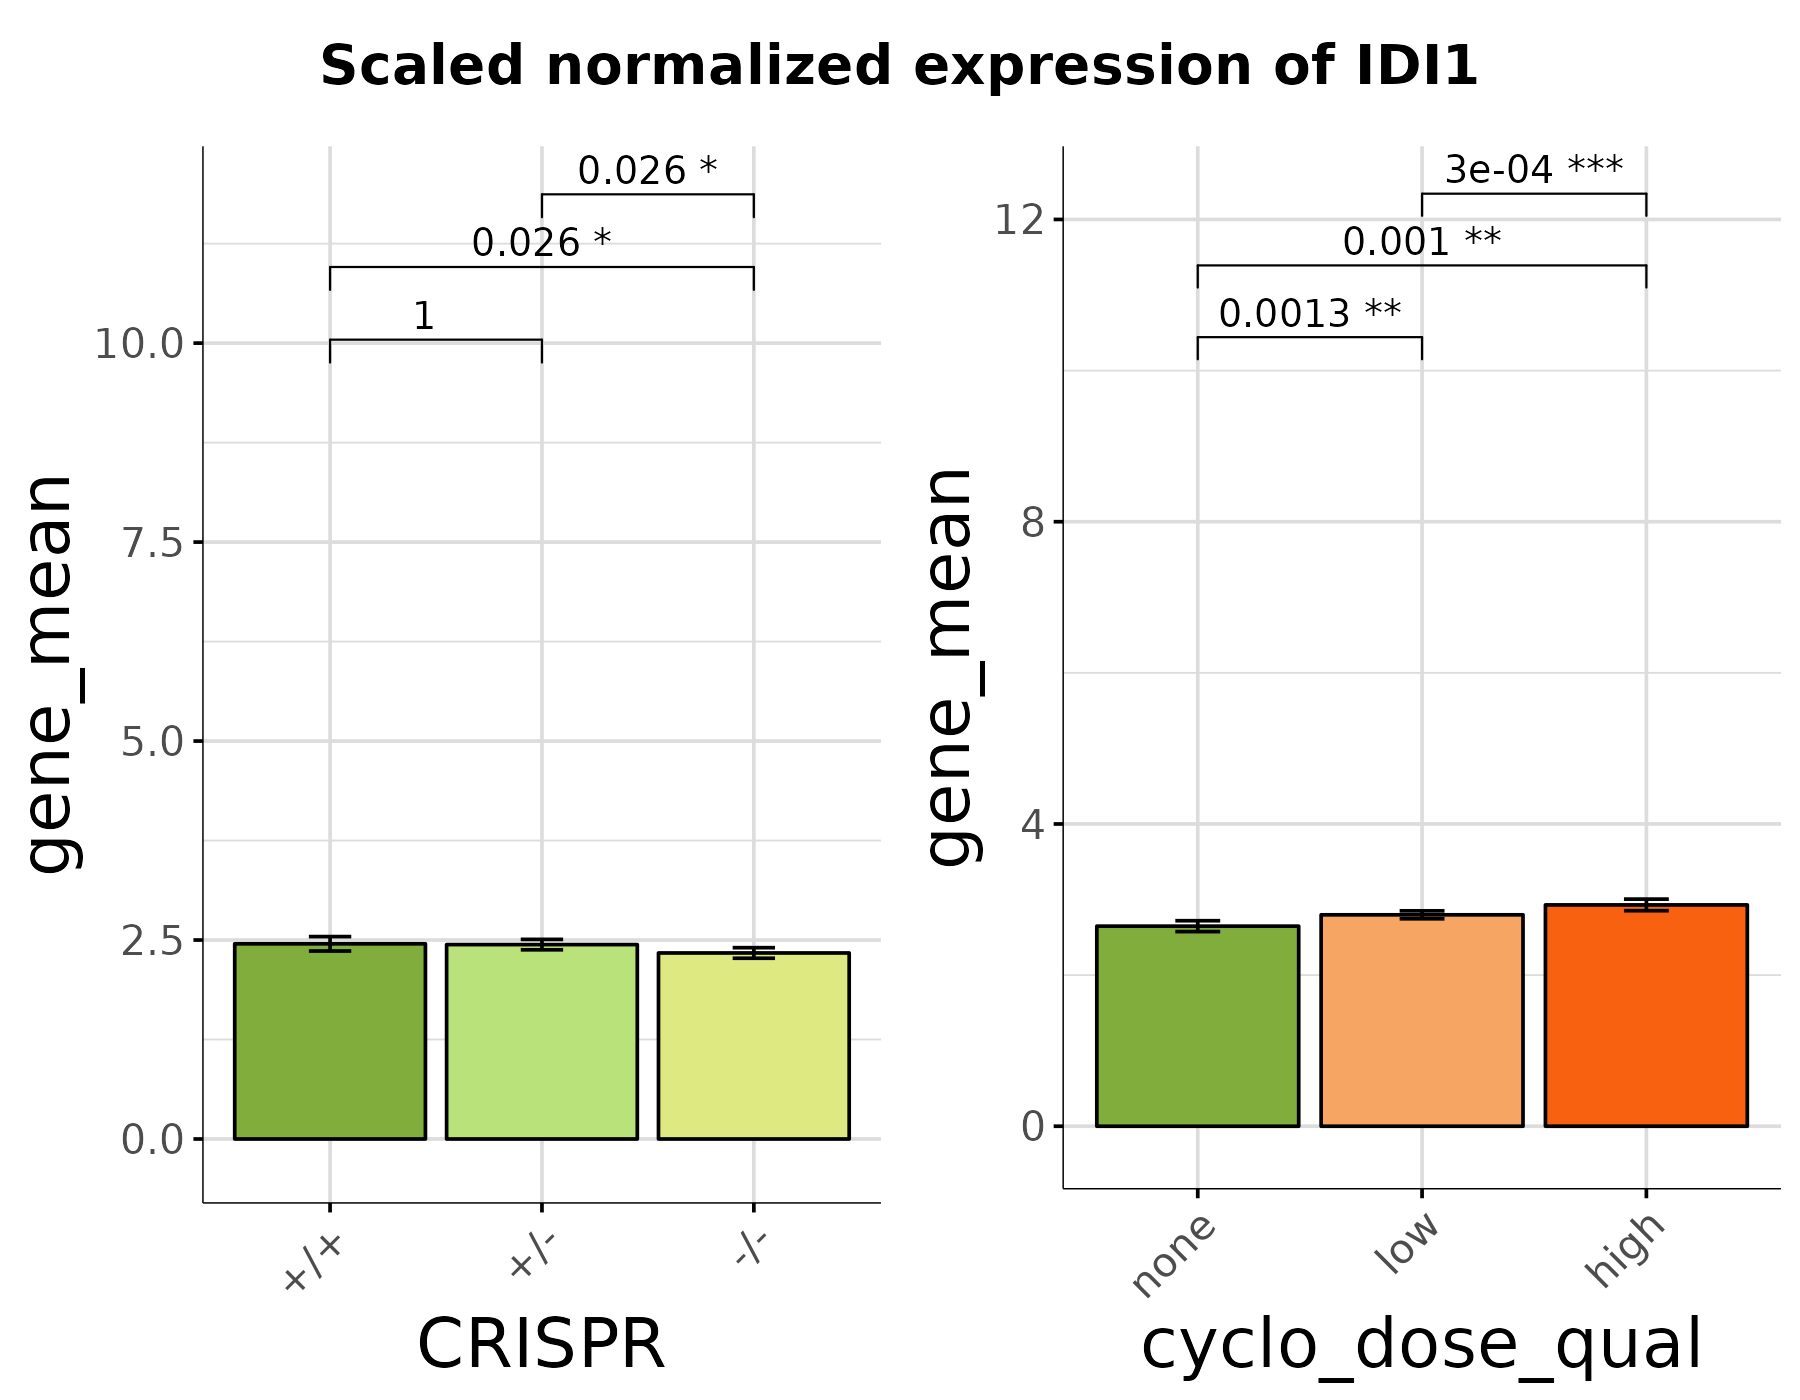 Scaled normalized expression of IDI1
gene_mean
10.0
7.5
5.0
2.5
0.0
0.026 *
0.026 *
1
+/+
+/-
-/-
CRISPR
gene_mean
12
8
4
0
3e-04 ***
0.001 **
0.0013 **
none
low
high
cyclo_dose_qual